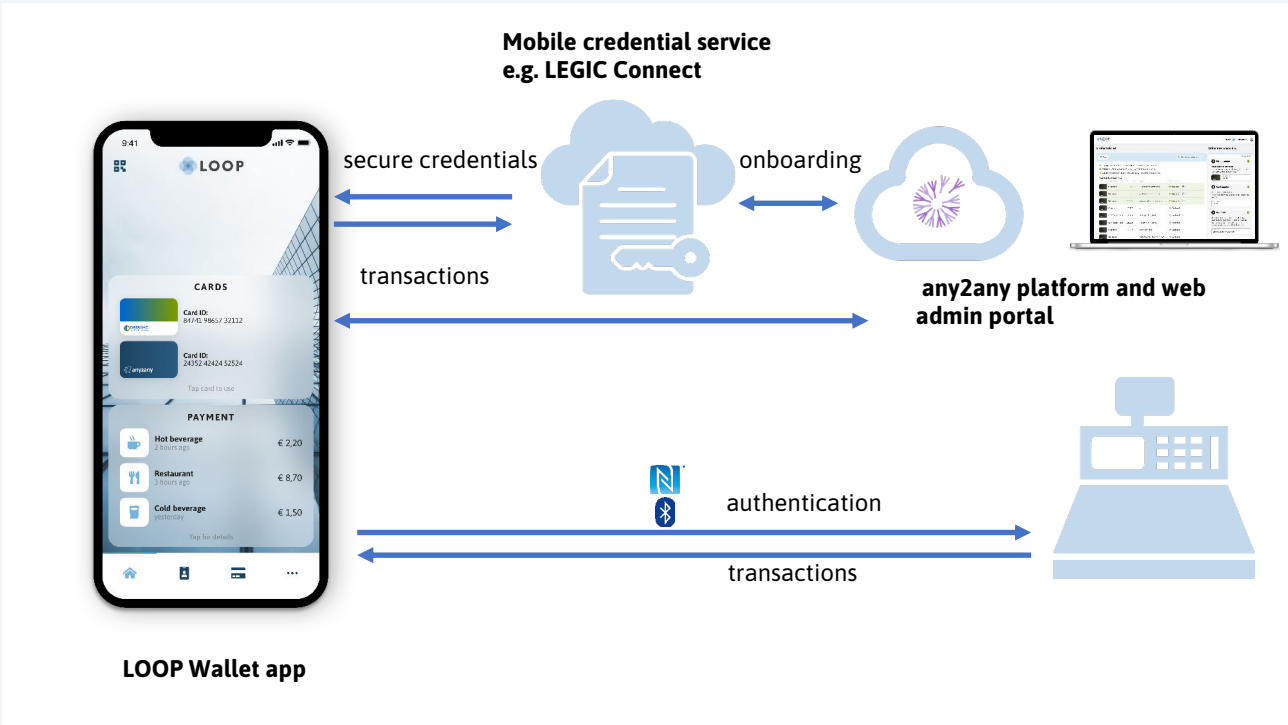 Mobile credential service
e.g. LEGIC Connect
9:41
LOOP
secure credentials
onboarding
transactions
CARDS
Card ID:
84741 98657 32112
Card ID:
24352 42424 52524
any2any
Tap card to use
any2any platform and web
admin portal
PAYMENT
Hot beverage
2 hours ago
€ 2,20
Restaurant
3 hours ago
€ 8,70
Cold beverage
yesterday
€ 1,50
Tap for details
authentication
transactions
LOOP Wallet app